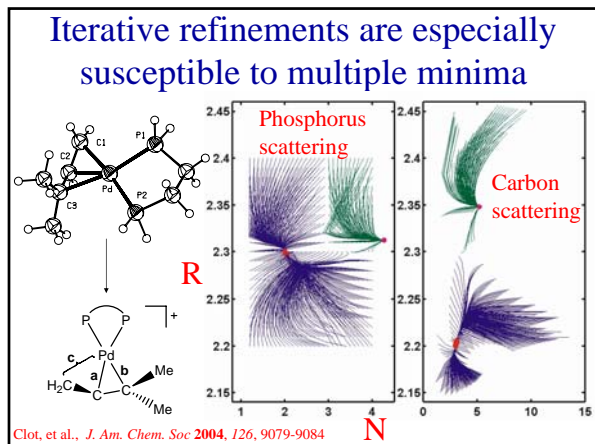 Iterative refinements are especially
susceptible to multiple minima
C1
P1
C2
Pd
P2
C3
P
P
+
c
Pd
a
b
H2C
C
C
Me
Me
R
2.45
2.4
2.35
2.3
2.25
2.2
2.15
Phosphorus
scattering
1
2
3
4
2.45
2.4
2.35
2.3
2.25
2.2
2.15
Carbon
scattering
0
5
10
15
N
Clot, et al., J. Am. Chem. Soc 2004, 126, 9079-9084